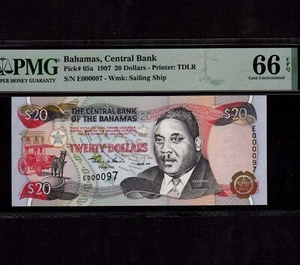 PMG
PAPER MONEY GUARANTY
Bahamas, Central Bank
Pick# 65a 1997 20 Dollars - Printer: TDLR
S/N E000097 - Wmk: Sailing Ship
66 EPQ
Gem Uncirculated
$20
THE CENTRAL BANK
OF THE BAHAMAS
$20
TWENTY DOLLARS
E000097
E000097
$20